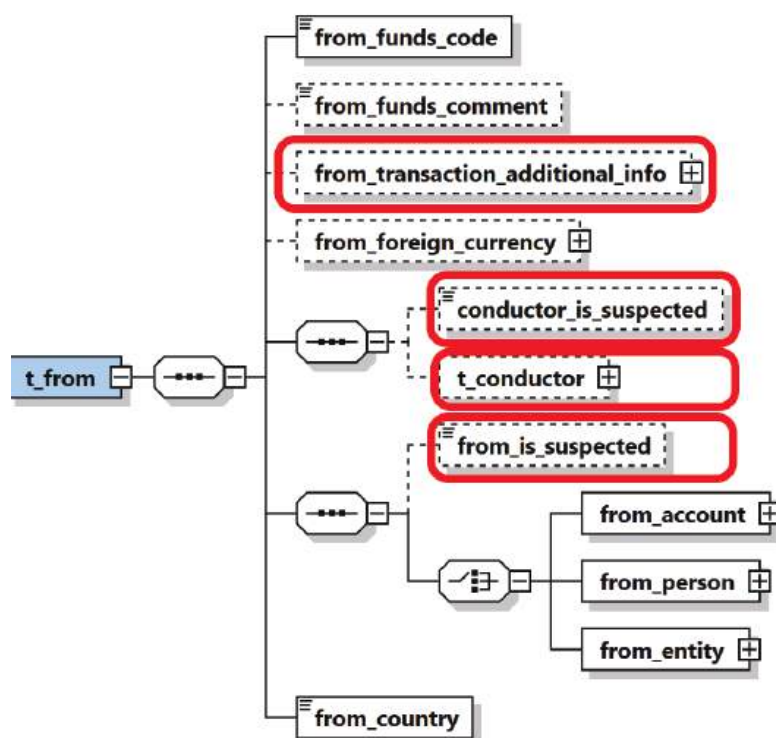 from_funds_code
from_funds_comment
from_transaction_additional_info
from_foreign_currency
conductor_is_suspected
t_from
t_conductor
from_is_suspected
from_account
from_person
from_entity
from_country